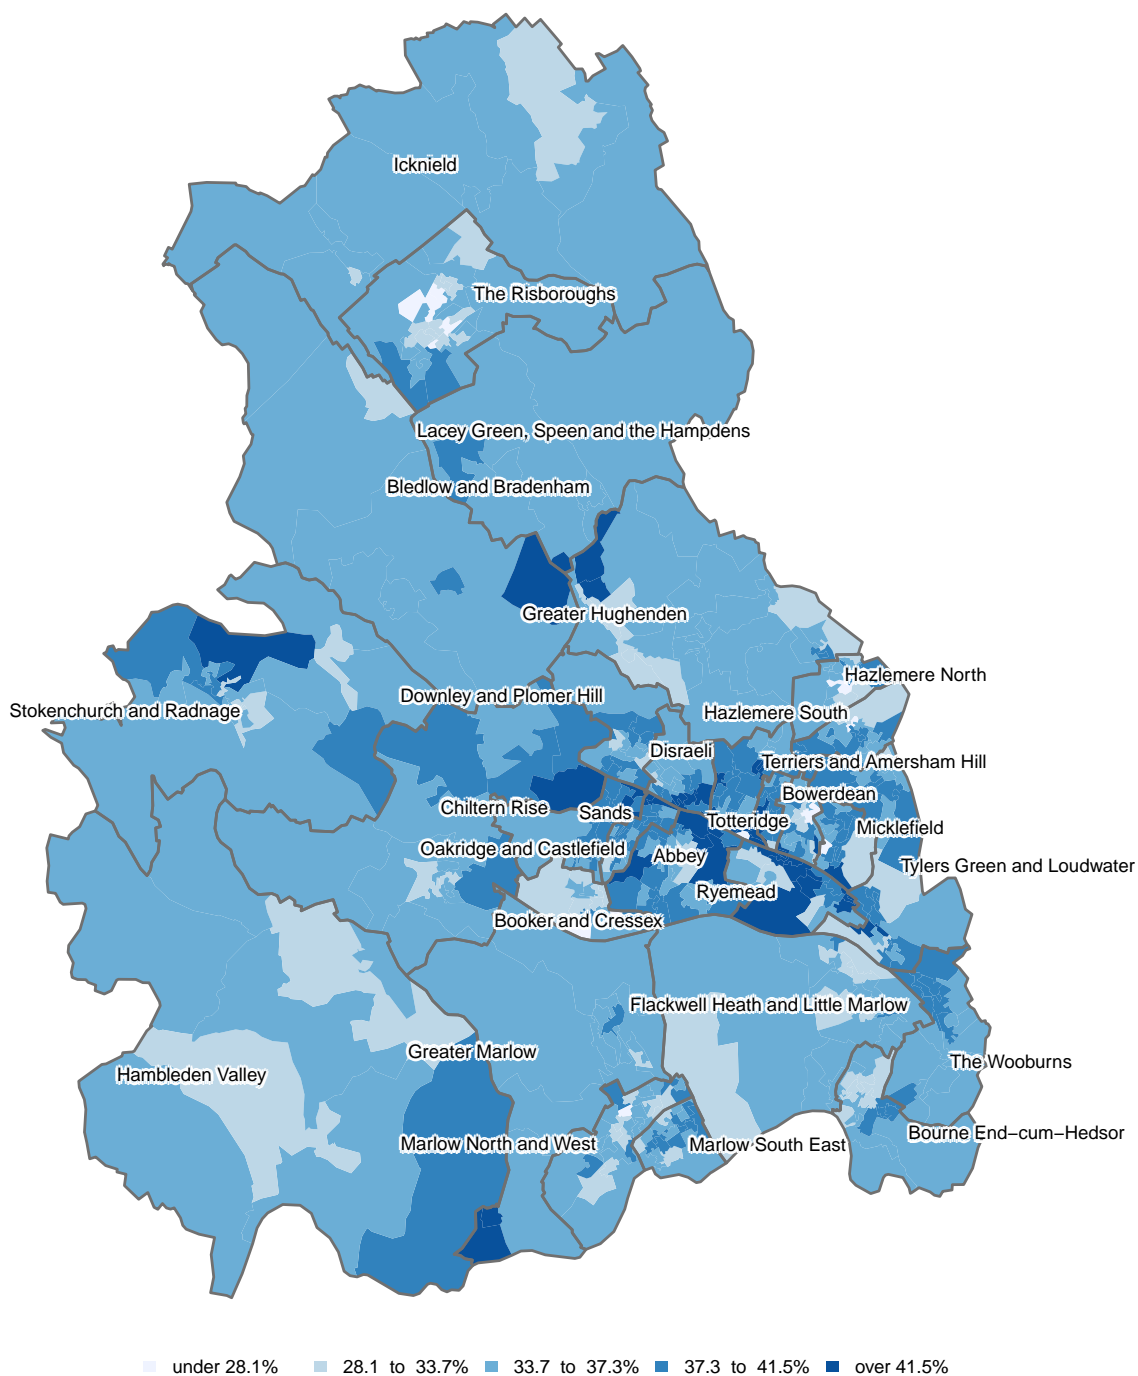 Icknield
The Risboroughs
Lacey Green, Speen and the Hampdens
Bledlow and Bradenham
Greater Hughenden
Hazlemere North
Downley and Plomer Hill
Stokenchurch and Radnage
Hazlemere South
Disraeli
Terriers and Amersham Hill
Bowerdean
Chiltern Rise
Sands
Totteridge
Micklefield
Oakridge and Castlefield
Abbey
Tylers Green and Loudwater
Ryemead
Booker and Cressex
Flackwell Heath and Little Marlow
Greater Marlow
The Wooburns
Hambleden Valley
Bourne End−cum−Hedsor
Marlow North and West
Marlow South East
under 28.1% 28.1 to 33.7% 33.7 to 37.3% 37.3 to 41.5% over 41.5%